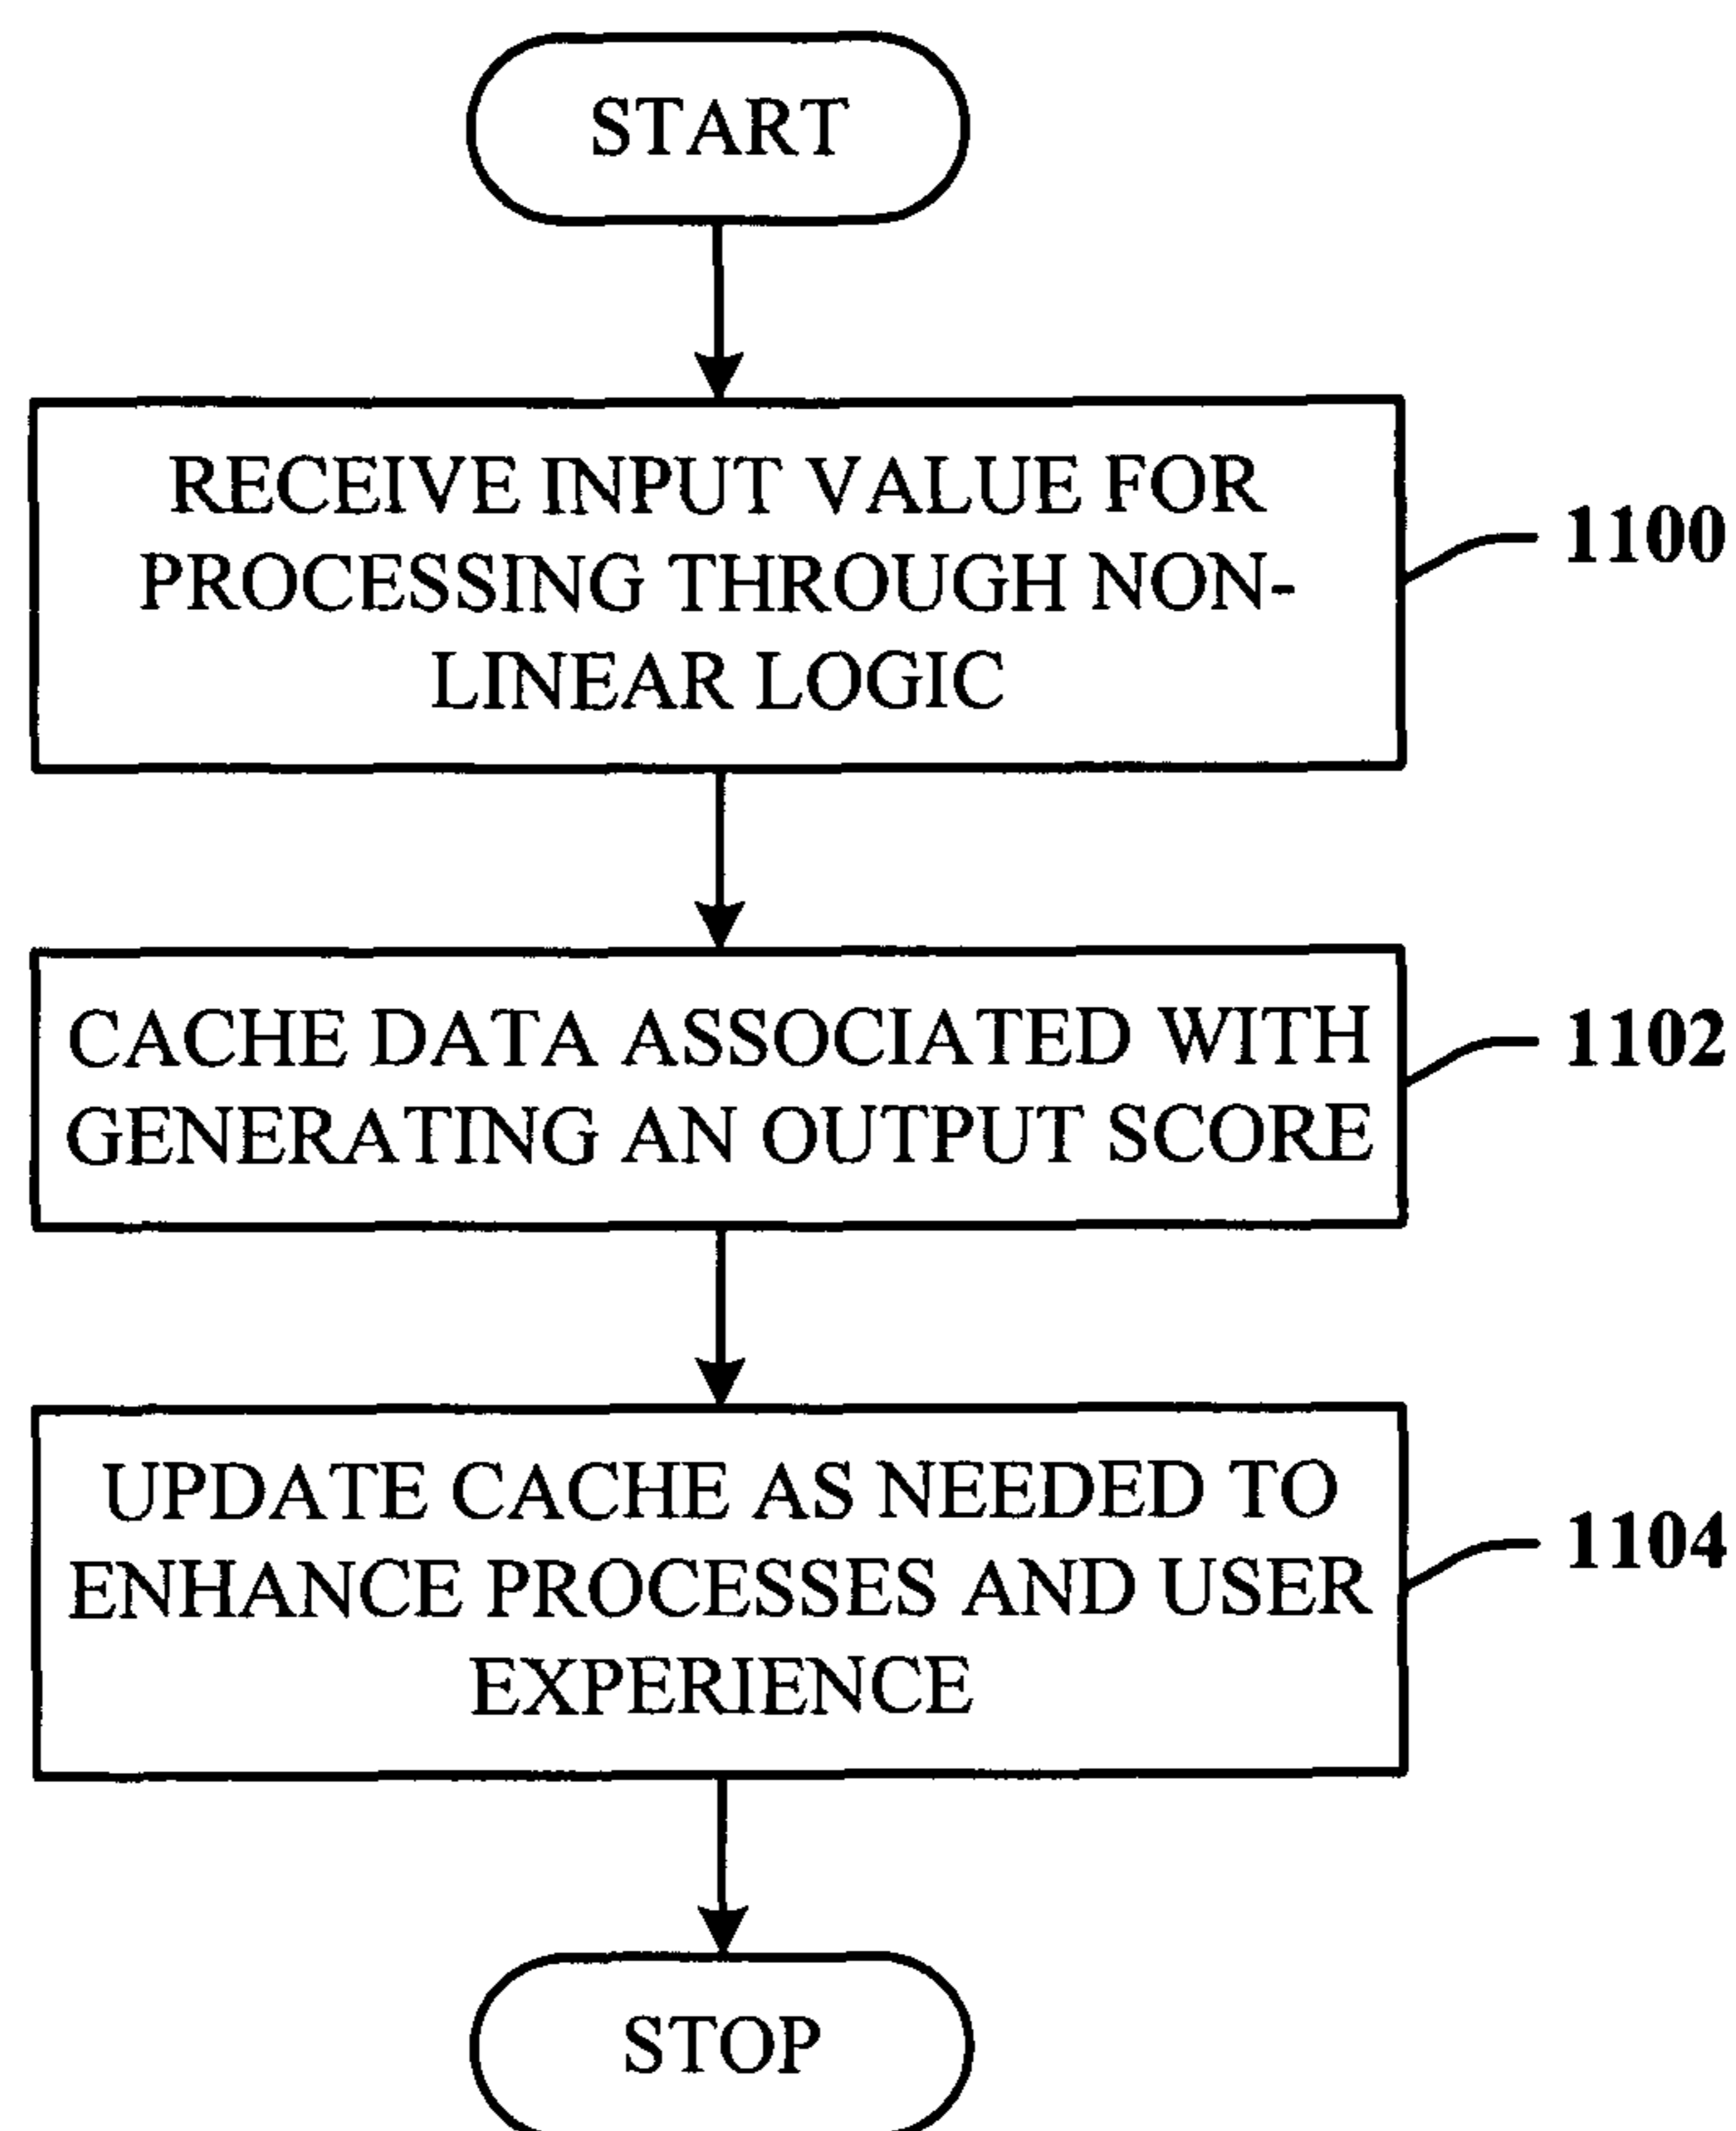 START
RECEIVE INPUT VALUE FOR
PROCESSING THROUGH NON-
LINEAR LOGIC
1100
CACHE DATA ASSOCIATED WITH
GENERATING AN OUTPUT SCORE
1102
UPDATE CACHE AS NEEDED TO
ENHANCE PROCESSES AND USER
EXPERIENCE
1104
STOP